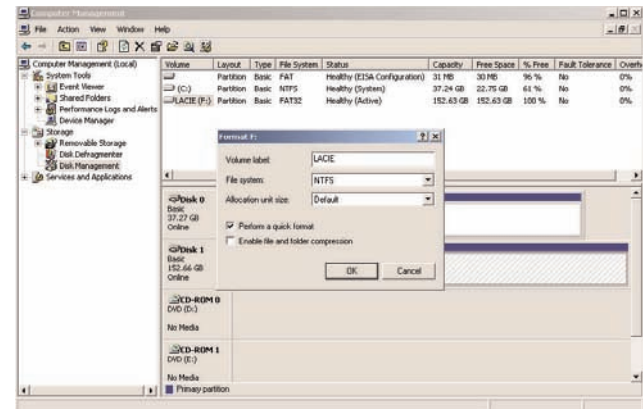 Computer Management
File Action View Window Help
Computer Management (Local)
System Tools
Event Viewer
Shared Folders
Performance Logs and Alerts
Device Manager
Storage
Removable Storage
Disk Defragmenter
Disk Management
Services and Applications
Volume Layout Type File System Status Capacity Free Space % Free Fault Tolerance Overh
Partition Basic FAT Healthy (EISA Configuration) 31 MB 30 MB 96 % No 0%
(C:) Partition Basic NTFS Healthy (System) 37.24 GB 22.75 GB 61 % No 0%
LACIE (F:) Partition Basic FAT32 Healthy (Active) 152.63 GB 152.63 GB 100 % No 0%
Format F:
Volume label: LACIE
File system: NTFS
Allocation unit size: Default
Perform a quick format
Enable file and folder compression
OK Cancel
Disk 0
Basic
37.27 GB
Online
Disk 1
Basic
152.66 GB
Online
CD-ROM 0
DVD (D:)
No Media
CD-ROM 1
DVD (E:)
No Media
Primary partition